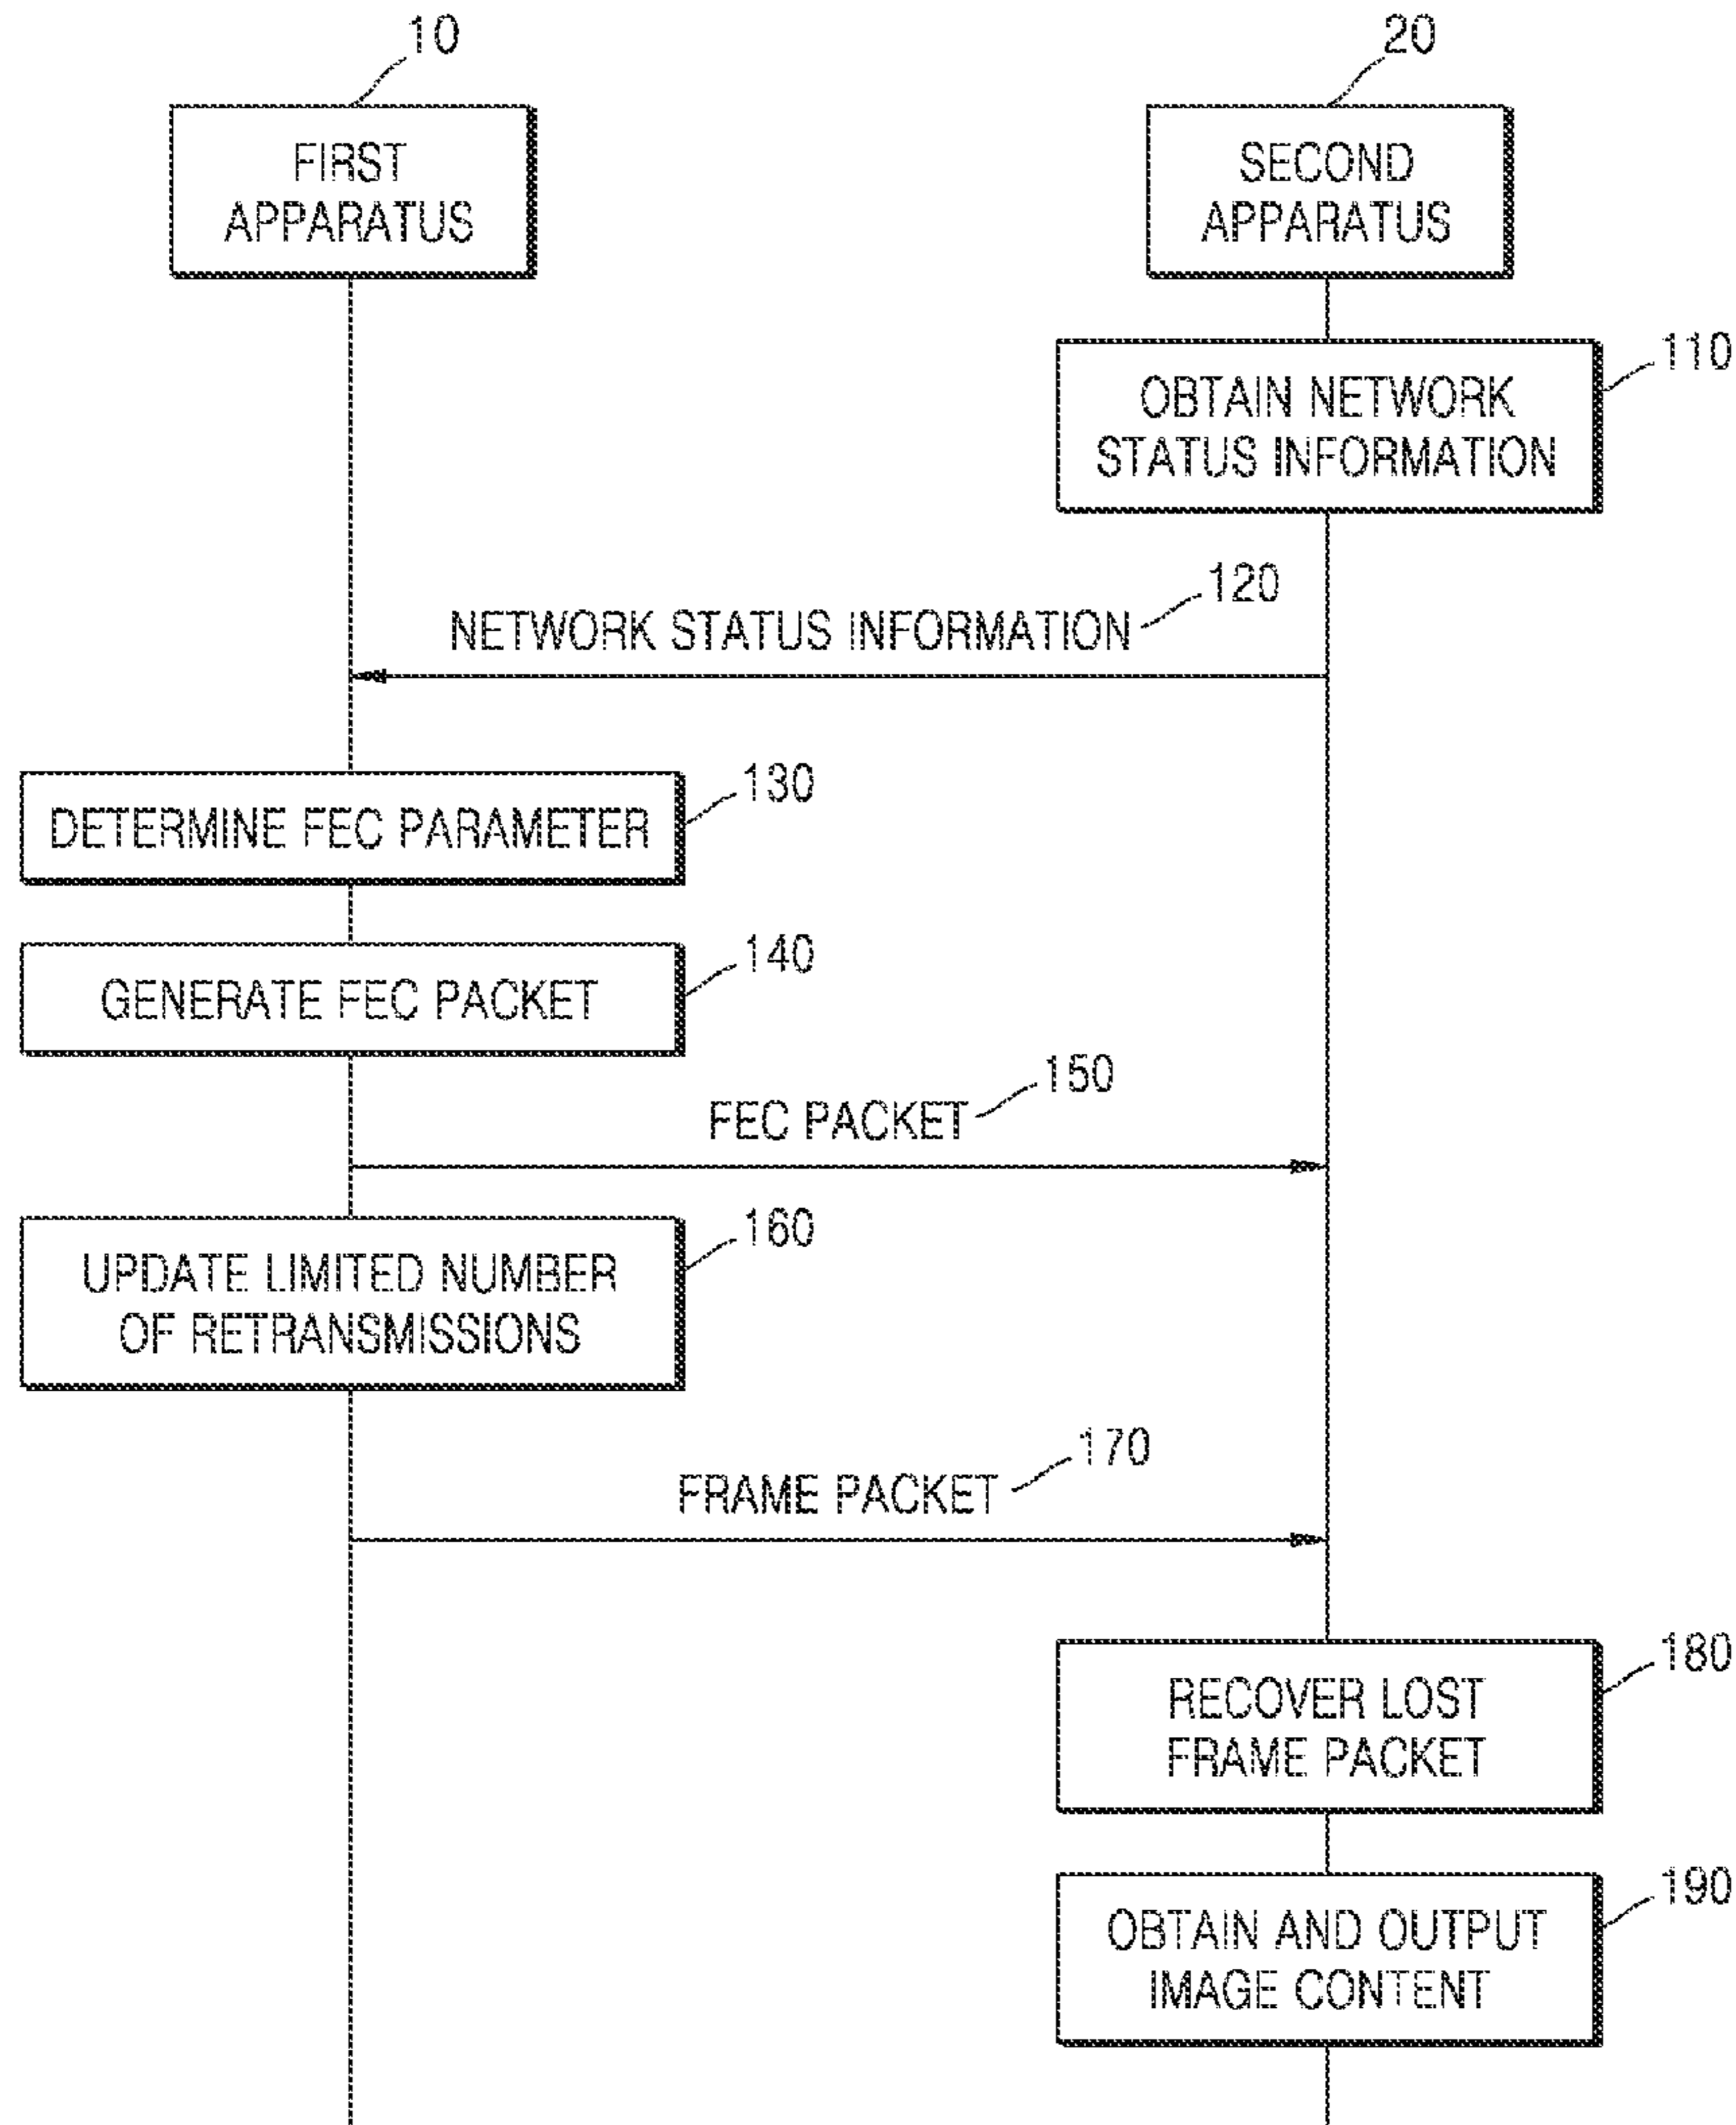 10
20
FIRST
APPARATUS
SECOND
APPARATUS
110
OBTAIN NETWORK
STATUS INFORMATION
120
NETWORK STATUS INFORMATION
130
DETERMINE FEC PARAMETER
140
GENERATE FEC PACKET
150
FEC PACKET
160
UPDATE LIMITED NUMBER
OF RETRANSMISSIONS
170
FRAME PACKET
180
RECOVER LOST
FRAME PACKET
190
OBTAIN AND OUTPUT
IMAGE CONTENT